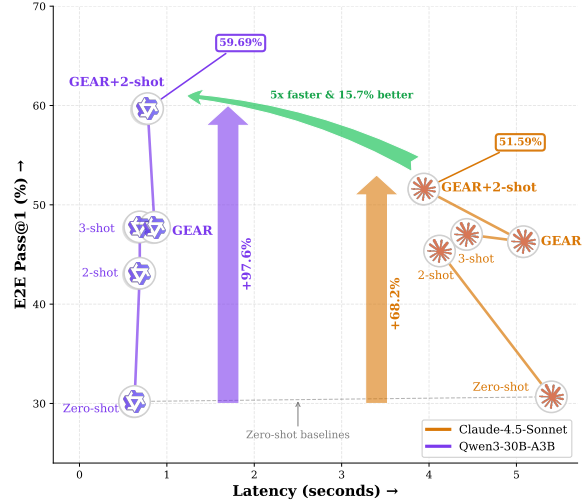 70
60
50
40
30
E2E Pass@1 (%) →
59.69%
GEAR+2-shot
5x faster & 15.7% better
51.59%
GEAR+2-shot
3-shot
GEAR
3-shot
GEAR
2-shot
2-shot
+97.6%
+68.2%
Zero-shot
Zero-shot
Zero-shot baselines
Claude-4.5-Sonnet
Qwen3-30B-A3B
0
1
2
3
4
5
Latency (seconds) →